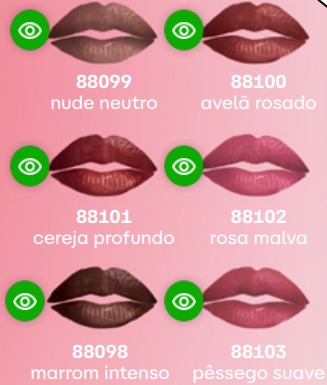 88099
nude neutro
88100
avelã rosado
88101
cereja profundo
88102
rosa malva
88098
marrom intenso
88103
pêssego suave